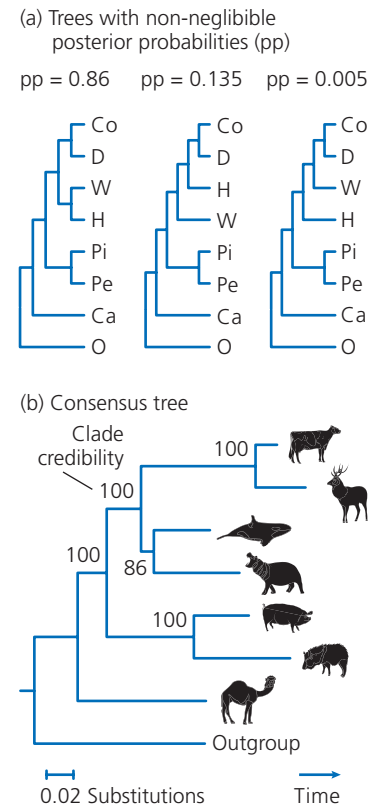 (a) Trees with non-neglibible
posterior probabilities (pp)
pp = 0.86 pp = 0.135 pp = 0.005
Co Co Co
D D D
W H W
H W H
Pi Pi Pi
Pe Pe Pe
Ca Ca Ca
O O O
(b) Consensus tree
Clade
credibility
100
100
100
86
100
Outgroup
0.02 Substitutions Time